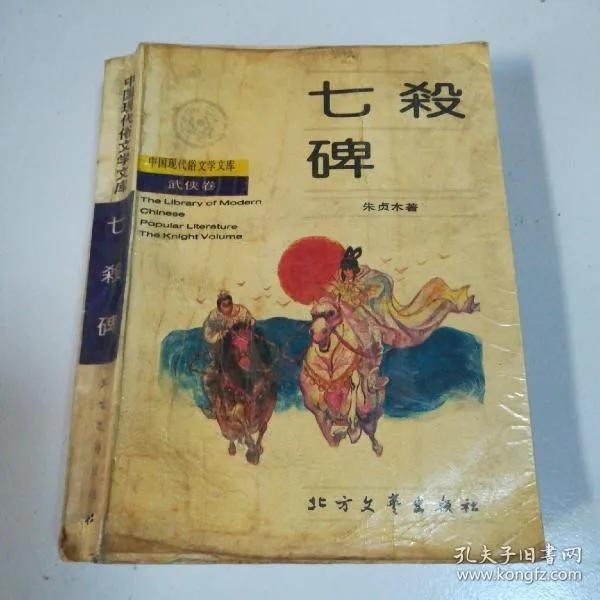 七殺
碑
朱贞木著
中国现代俗文学文库
武侠卷
The Library of Modern
Chinese
Popular Literature
The Knight Volume
北方文艺出版社
中国现代俗文学文库
七殺碑
孔夫子旧书网
www.kongfz.com